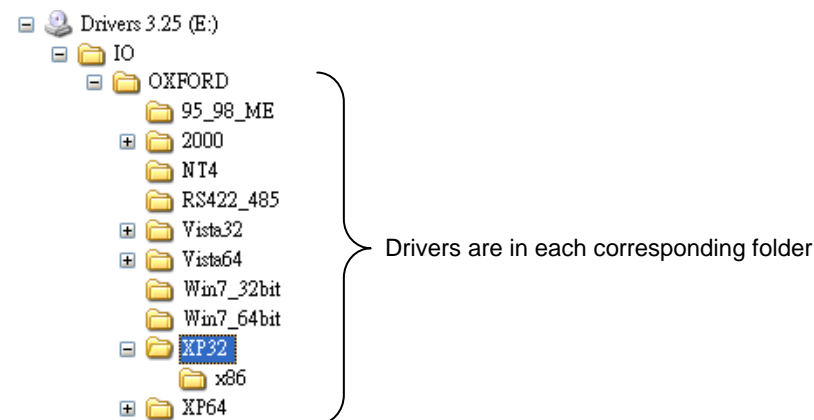 Drivers 3.25 (E:)
IO
OXFORD
95_98_ME
2000
NT4
RS422_485
Vista32
Vista64
Win7_32bit
Win7_64bit
XP32
x86
XP64
Drivers are in each corresponding folder